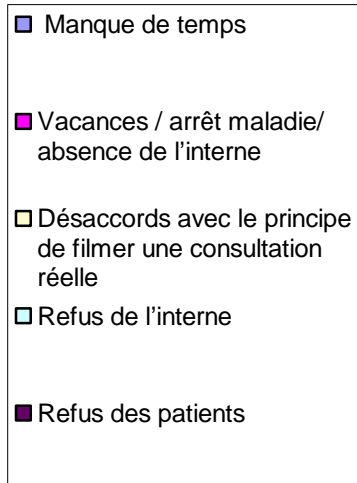 Manque de temps
Vacances / arrêt maladie/
absence de l'interne
Désaccords avec le principe
de filmer une consultation
réelle
Refus de l'interne
Refus des patients